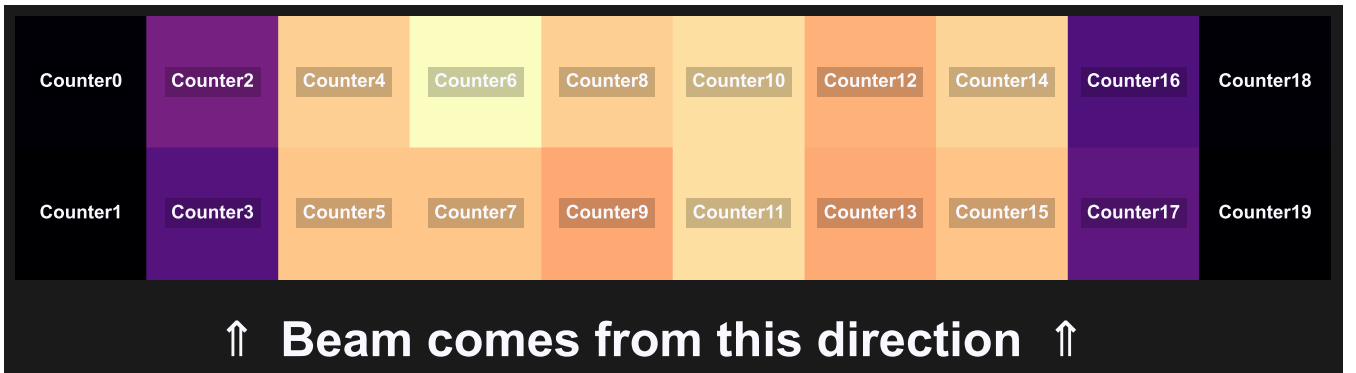 Counter0 Counter2 Counter4 Counter6 Counter8 Counter10 Counter12 Counter14 Counter16 Counter18
Counter1 Counter3 Counter5 Counter7 Counter9 Counter11 Counter13 Counter15 Counter17 Counter19
⇑ Beam comes from this direction ⇑